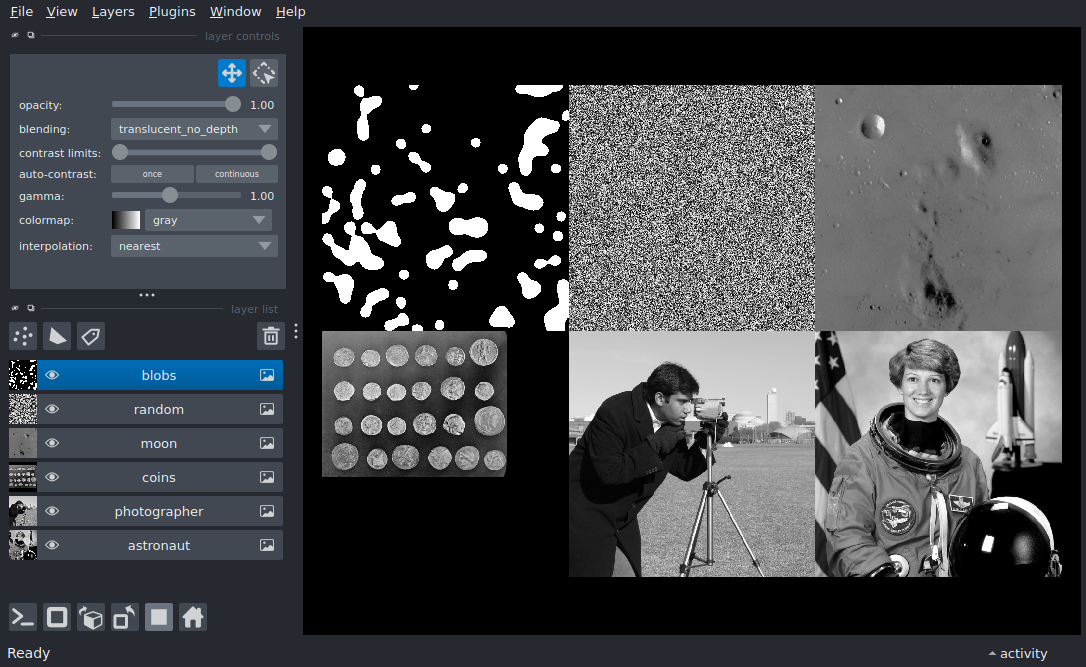 File View Layers Plugins Window Help
layer controls
opacity: 1.00
blending: translucent_no_depth
contrast limits:
auto-contrast: once continuous
gamma: 1.00
colormap: gray
interpolation: nearest
layer list
blobs
random
moon
coins
photographer
astronaut
Ready activity